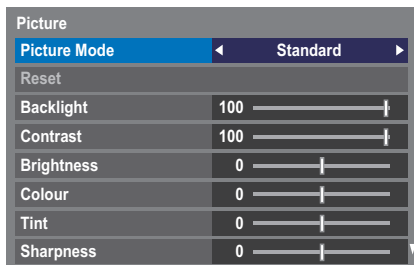 Picture
Picture Mode Standard
Reset
Backlight 100
Contrast 100
Brightness 0
Colour 0
Tint 0
Sharpness 0